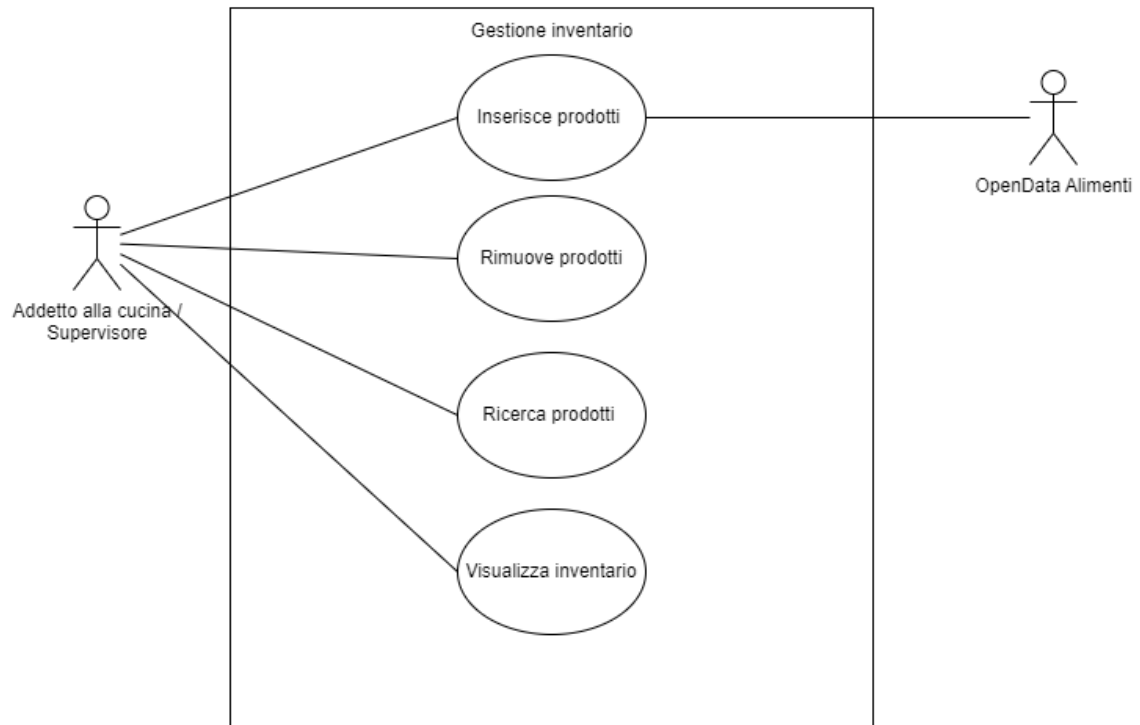 Gestione inventario
Inserisce prodotti
OpenData Alimenti
Rimuove prodotti
Addetto alla cucina /
Supervisore
Ricerca prodotti
Visualizza inventario